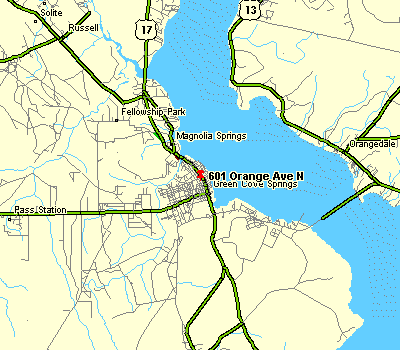 Solite
Russell
17
13
Fellowship Park
Magnolia Springs
Orangedale
601 Orange Ave N
Green Cove Springs
Pass Station